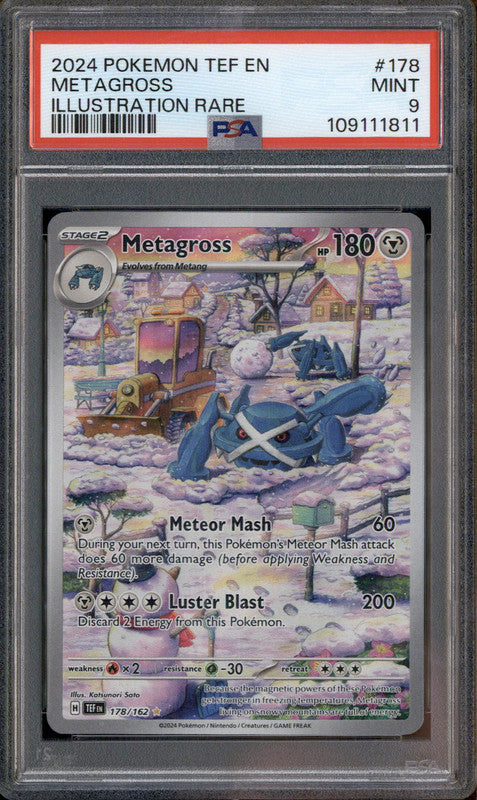 2024 POKEMON TEF EN #178
METAGROSS MINT
ILLUSTRATION RARE 9
PSA 109111811
STAGE2 Metagross HP 180
Evolves from Metang
Meteor Mash 60
During your next turn, this Pokémon's Meteor Mash attack
does 60 more damage (before applying Weakness and
Resistance).
Luster Blast 200
Discard 2 Energy from this Pokémon.
weakness ×2 resistance -30 retreat
Illus. Katsunori Sato
H TEF EN 178/162
Because the magnetic powers of these Pokémon
get stronger in freezing temperatures, Metagross
living on snowy mountains are full of energy.
©2024 Pokémon / Nintendo / Creatures / GAME FREAK
PSA